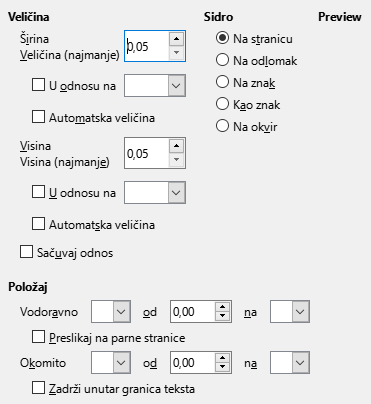 Veličina Sidro Preview
Širina
Veličina (najmanje) 0,05
Na stranicu
Na odlomak
U odnosu na
Na znak
Kao znak
Automatska veličina
Na okvir
Visina
Visina (najmanje) 0,05
U odnosu na
Automatska veličina
Sačuvaj odnos
Položaj
Vodoravno od 0,00 na
Preslikaj na parne stranice
Okomito od 0,00 na
Zadrži unutar granica teksta